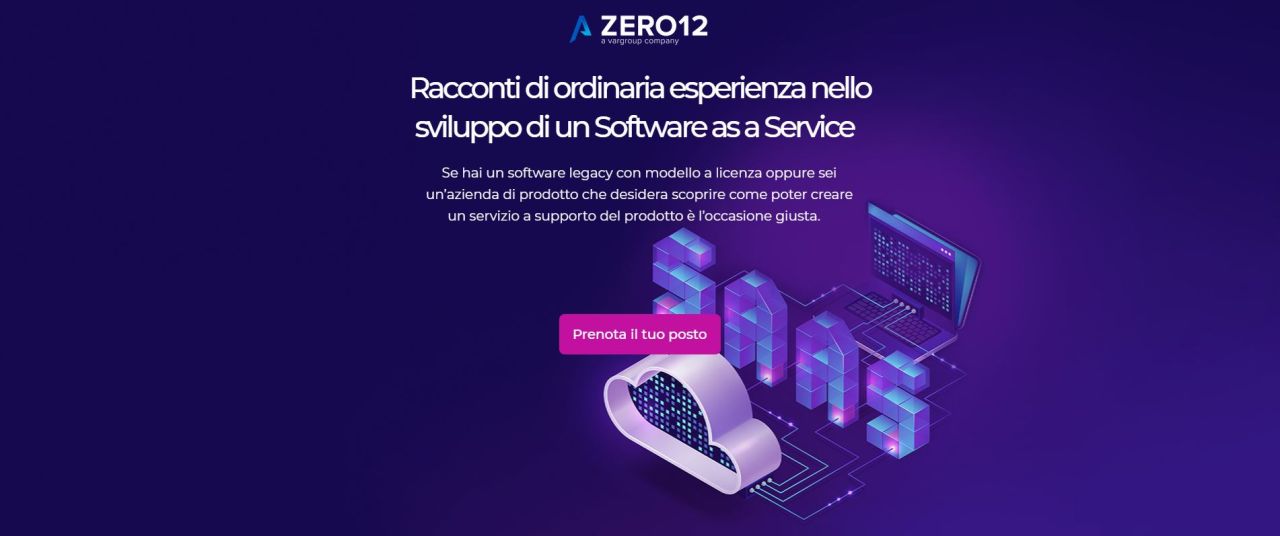 ZERO12
a vargroup company
Racconti di ordinaria esperienza nello
sviluppo di un Software as a Service
Se hai un software legacy con modello a licenza oppure sei
un'azienda di prodotto che desidera scoprire come poter creare
un servizio a supporto del prodotto è l'occasione giusta.
Prenota il tuo posto
SAAS